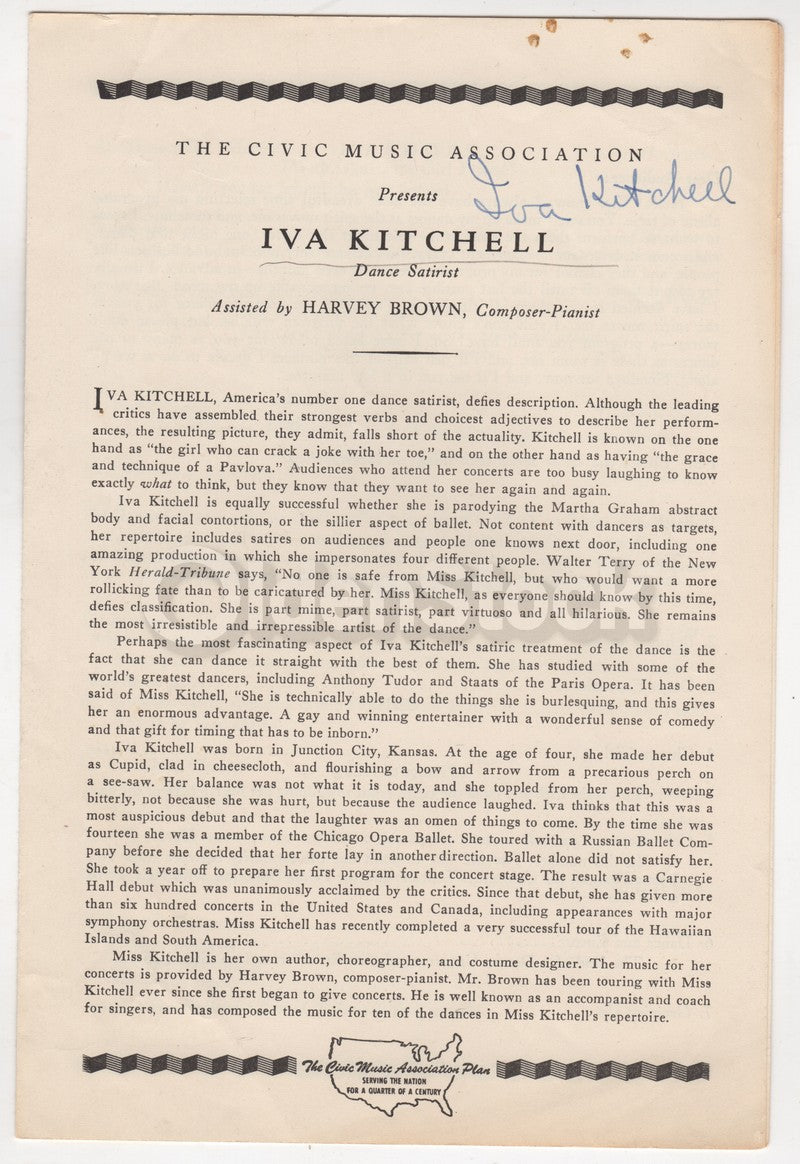 THE CIVIC MUSIC ASSOCIATION
Presents
Iva Kitchell
IVA KITCHELL
Dance Satirist
Assisted by HARVEY BROWN, Composer-Pianist
IVA KITCHELL, America's number one dance satirist, defies description. Although the leading
critics have assembled their strongest verbs and choicest adjectives to describe her perform-
ances, the resulting picture, they admit, falls short of the actuality. Kitchell is known on the one
hand as "the girl who can crack a joke with her toe," and on the other hand as having "the grace
and technique of a Pavlova." Audiences who attend her concerts are too busy laughing to know
exactly what to think, but they know that they want to see her again and again.
Iva Kitchell is equally successful whether she is parodying the Martha Graham abstract
body and facial contortions, or the sillier aspect of ballet. Not content with dancers as targets,
her repertoire includes satires on audiences and people one knows next door, including one
amazing production in which she impersonates four different people. Walter Terry of the New
York Herald-Tribune says, "No one is safe from Miss Kitchell, but who would want a more
rollicking fate than to be caricatured by her. Miss Kitchell, as everyone should know by this time,
defies classification. She is part mime, part satirist, part virtuoso and all hilarious. She remains
the most irresistible and irrepressible artist of the dance."
Perhaps the most fascinating aspect of Iva Kitchell's satiric treatment of the dance is the
fact that she can dance it straight with the best of them. She has studied with some of the
world's greatest dancers, including Anthony Tudor and Staats of the Paris Opera. It has been
said of Miss Kitchell, "She is technically able to do the things she is burlesquing, and this gives
her an enormous advantage. A gay and winning entertainer with a wonderful sense of comedy
and that gift for timing that has to be inborn."
Iva Kitchell was born in Junction City, Kansas. At the age of four, she made her debut
as Cupid, clad in cheesecloth, and flourishing a bow and arrow from a precarious perch on
a see-saw. Her balance was not what it is today, and she toppled from her perch, weeping
bitterly, not because she was hurt, but because the audience laughed. Iva thinks that this was a
most auspicious debut and that the laughter was an omen of things to come. By the time she was
fourteen she was a member of the Chicago Opera Ballet. She toured with a Russian Ballet Com-
pany before she decided that her forte lay in another direction. Ballet alone did not satisfy her.
She took a year off to prepare her first program for the concert stage. The result was a Carnegie
Hall debut which was unanimously acclaimed by the critics. Since that debut, she has given more
than six hundred concerts in the United States and Canada, including appearances with major
symphony orchestras. Miss Kitchell has recently completed a very successful tour of the Hawaiian
Islands and South America.
Miss Kitchell is her own author, choreographer, and costume designer. The music for her
concerts is provided by Harvey Brown, composer-pianist. Mr. Brown has been touring with Miss
Kitchell ever since she first began to give concerts. He is well known as an accompanist and coach
for singers, and has composed the music for ten of the dances in Miss Kitchell's repertoire.
The Civic Music Association Plan
SERVING THE NATION
FOR A QUARTER OF A CENTURY